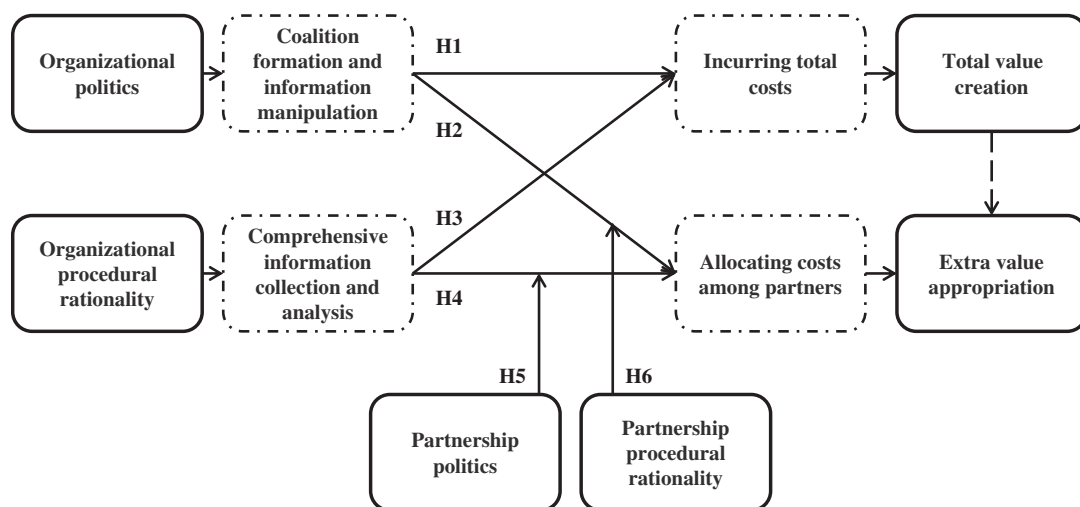 Organizational
politics
Coalition
formation and
information
manipulation
H1
H2
Incurring total
costs
Total value
creation
Organizational
procedural
rationality
Comprehensive
information
collection and
analysis
H3
H4
Allocating costs
among partners
Extra value
appropriation
H5
H6
Partnership
politics
Partnership
procedural
rationality